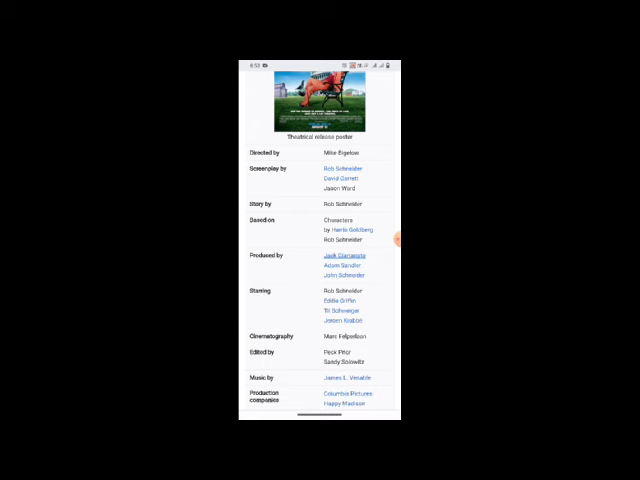 8:53
Theatrical release poster
Directed by Mike Bigelow
Screenplay by Rob Schneider
David Garrett
Jason Ward
Story by Rob Schneider
Based on Characters
by Harris Goldberg
Rob Schneider
Produced by Jack Giarraputo
Adam Sandler
John Schneider
Starring Rob Schneider
Eddie Griffin
Til Schweiger
Jeroen Krabbé
Cinematography Marc Felperlaan
Edited by Peck Prior
Sandy Solowitz
Music by James L. Venable
Production companies Columbia Pictures
Happy Madison